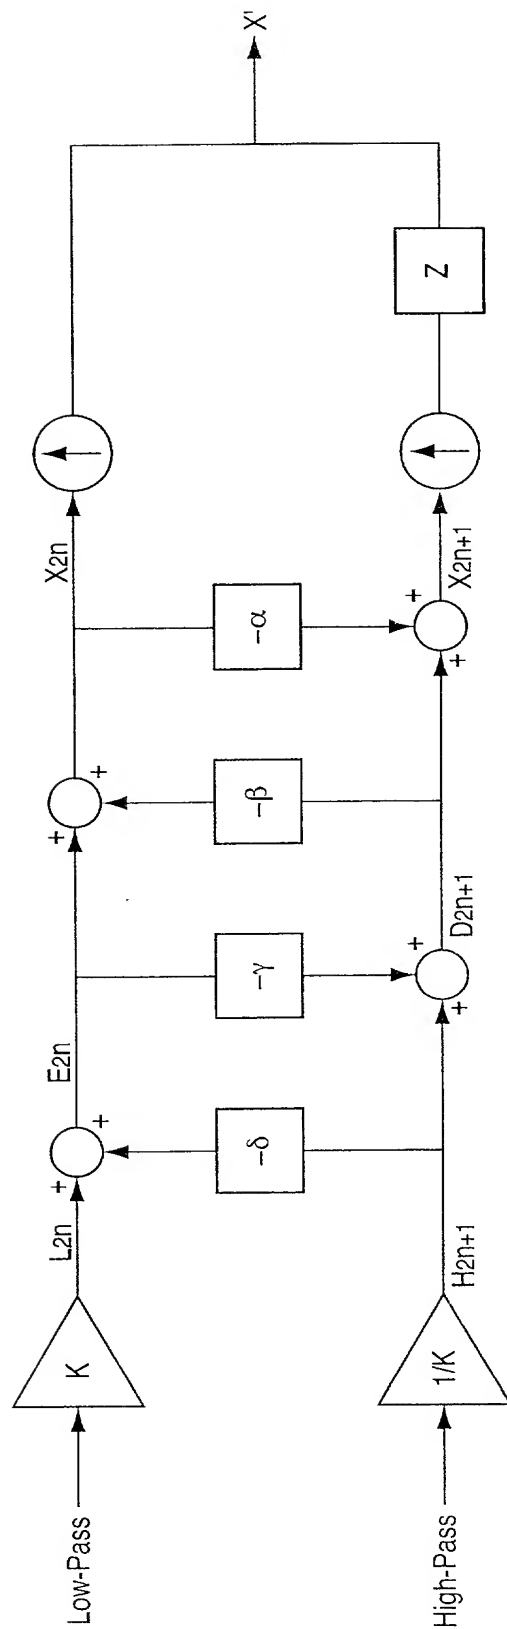 Low-Pass
K
L2n
+
+
E2n
+
+
X2n
X'
-δ
-γ
-β
-α
High-Pass
1/K
H2n+1
+
+
D2n+1
+
+
X2n+1
Z